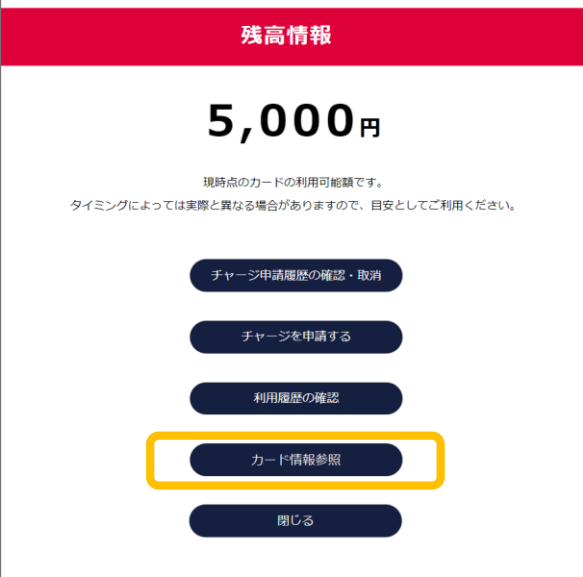 残高情報
5,000円
現時点のカードの利用可能額です。
タイミングによっては実際と異なる場合がありますので、目安としてご利用ください。
チャージ申請履歴の確認・取消
チャージを申請する
利用履歴の確認
カード情報参照
閉じる